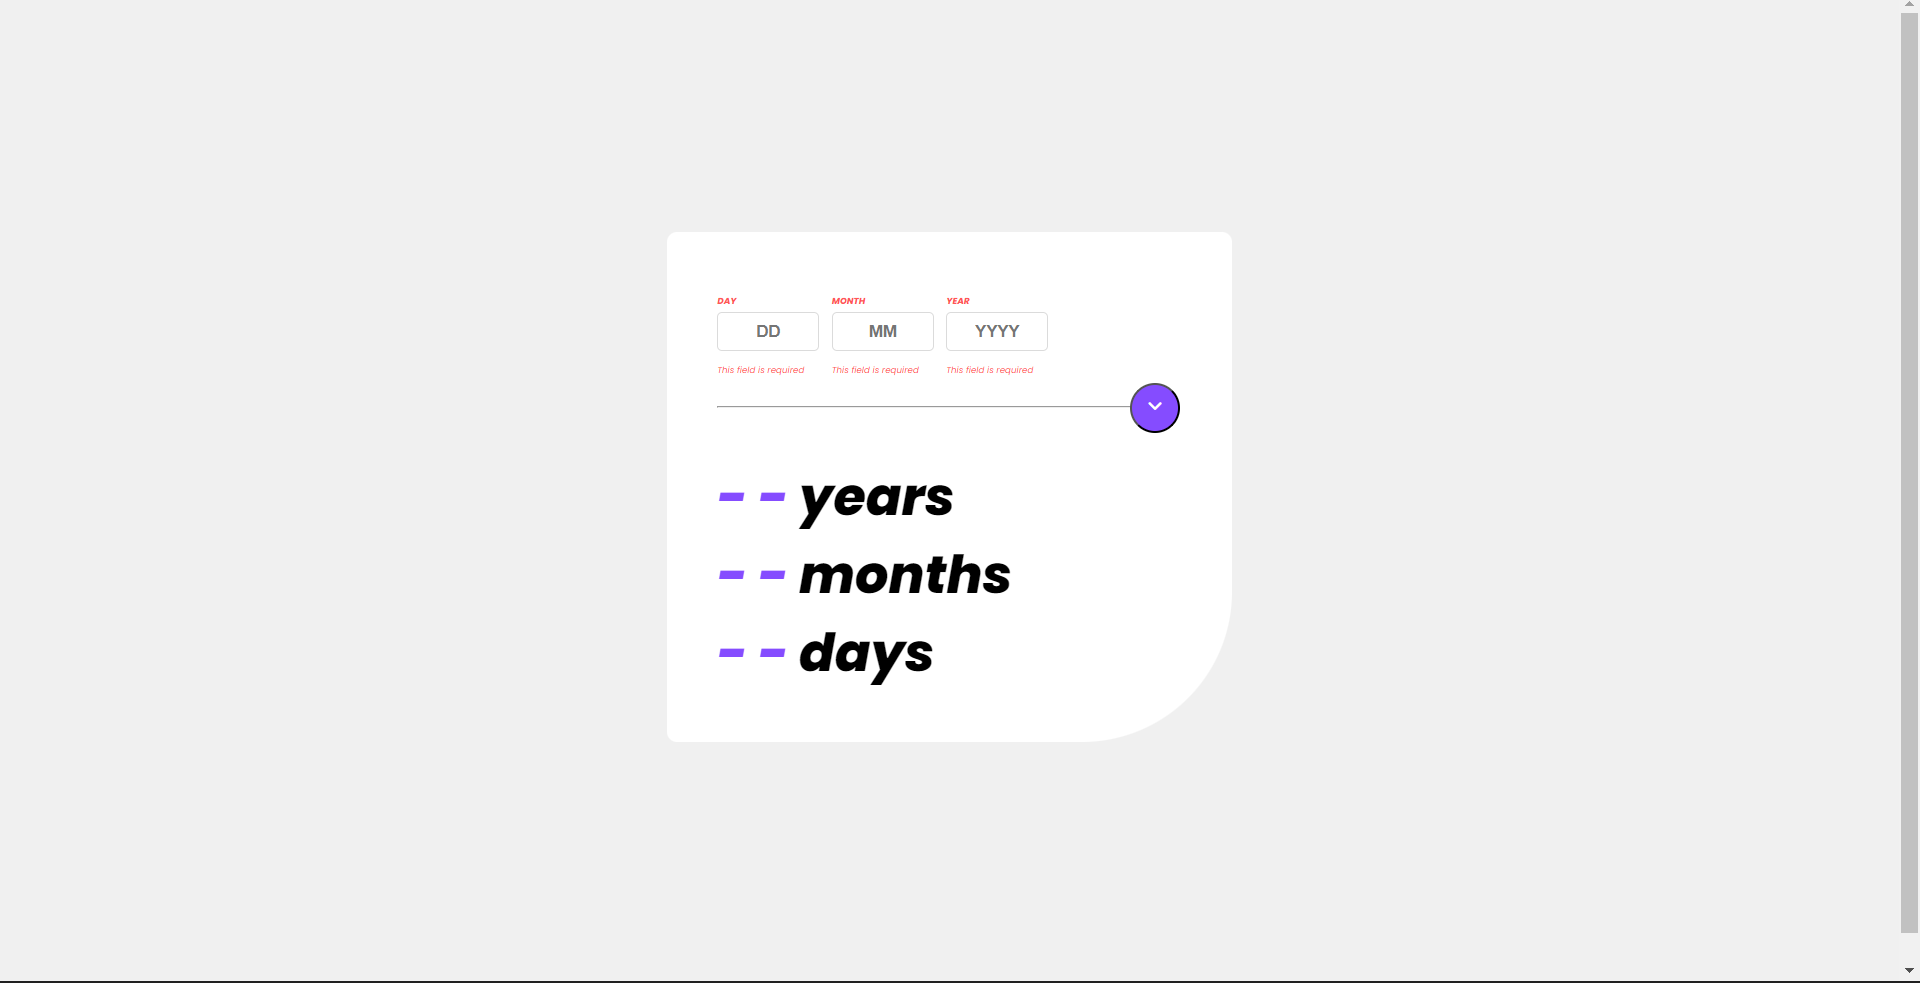 DAY MONTH YEAR
DD MM YYYY
This field is required This field is required This field is required
- - years
- - months
- - days